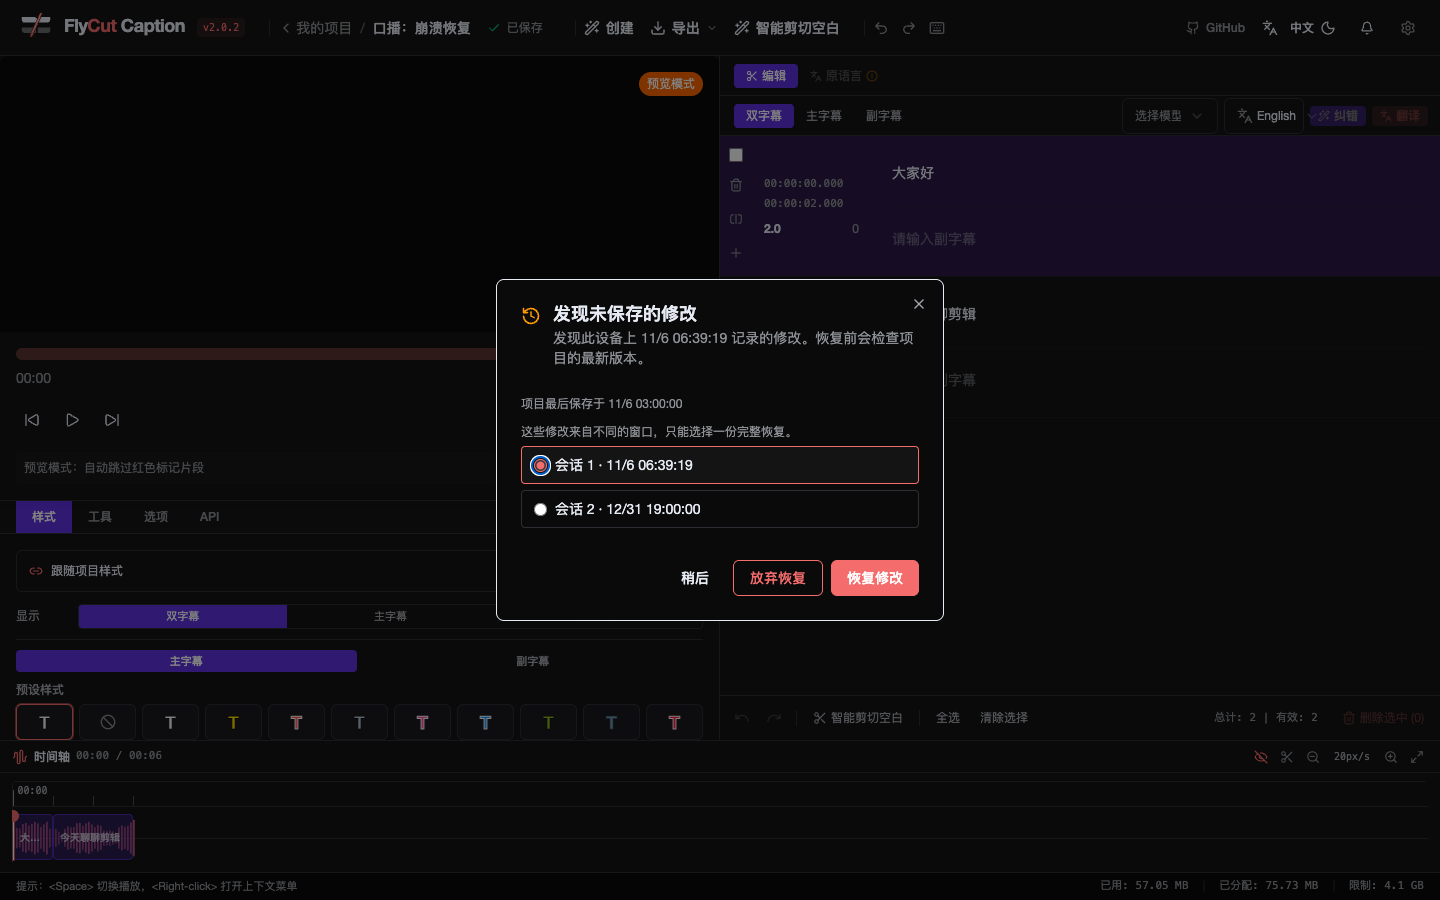 FlyCut Caption v2.0.2 我的项目 / 口播：崩溃恢复 已保存 创建 导出 智能剪切空白 GitHub 中文
预览模式
编辑 原语言
双字幕 主字幕 副字幕 选择模型 English 纠错 翻译
大家好
00:00:00.000
00:00:02.000
2.0 0
请输入副字幕
剪辑
字幕
发现未保存的修改
发现此设备上 11/6 06:39:19 记录的修改。恢复前会检查项
目的最新版本。
项目最后保存于 11/6 03:00:00
这些修改来自不同的窗口，只能选择一份完整恢复。
会话 1 · 11/6 06:39:19
会话 2 · 12/31 19:00:00
稍后 放弃恢复 恢复修改
00:00
预览模式：自动跳过红色标记片段
样式 工具 选项 API
跟随项目样式
显示 双字幕 主字幕
主字幕 副字幕
预设样式
T T T T T T T T T T
智能剪切空白 全选 清除选择 总计: 2 | 有效: 2 删除选中 (0)
时间轴 00:00 / 00:06 20px/s
00:00
大... 今天聊聊剪辑
提示：<Space> 切换播放，<Right-click> 打开上下文菜单 已用: 57.05 MB 已分配: 75.73 MB 限制: 4.1 GB